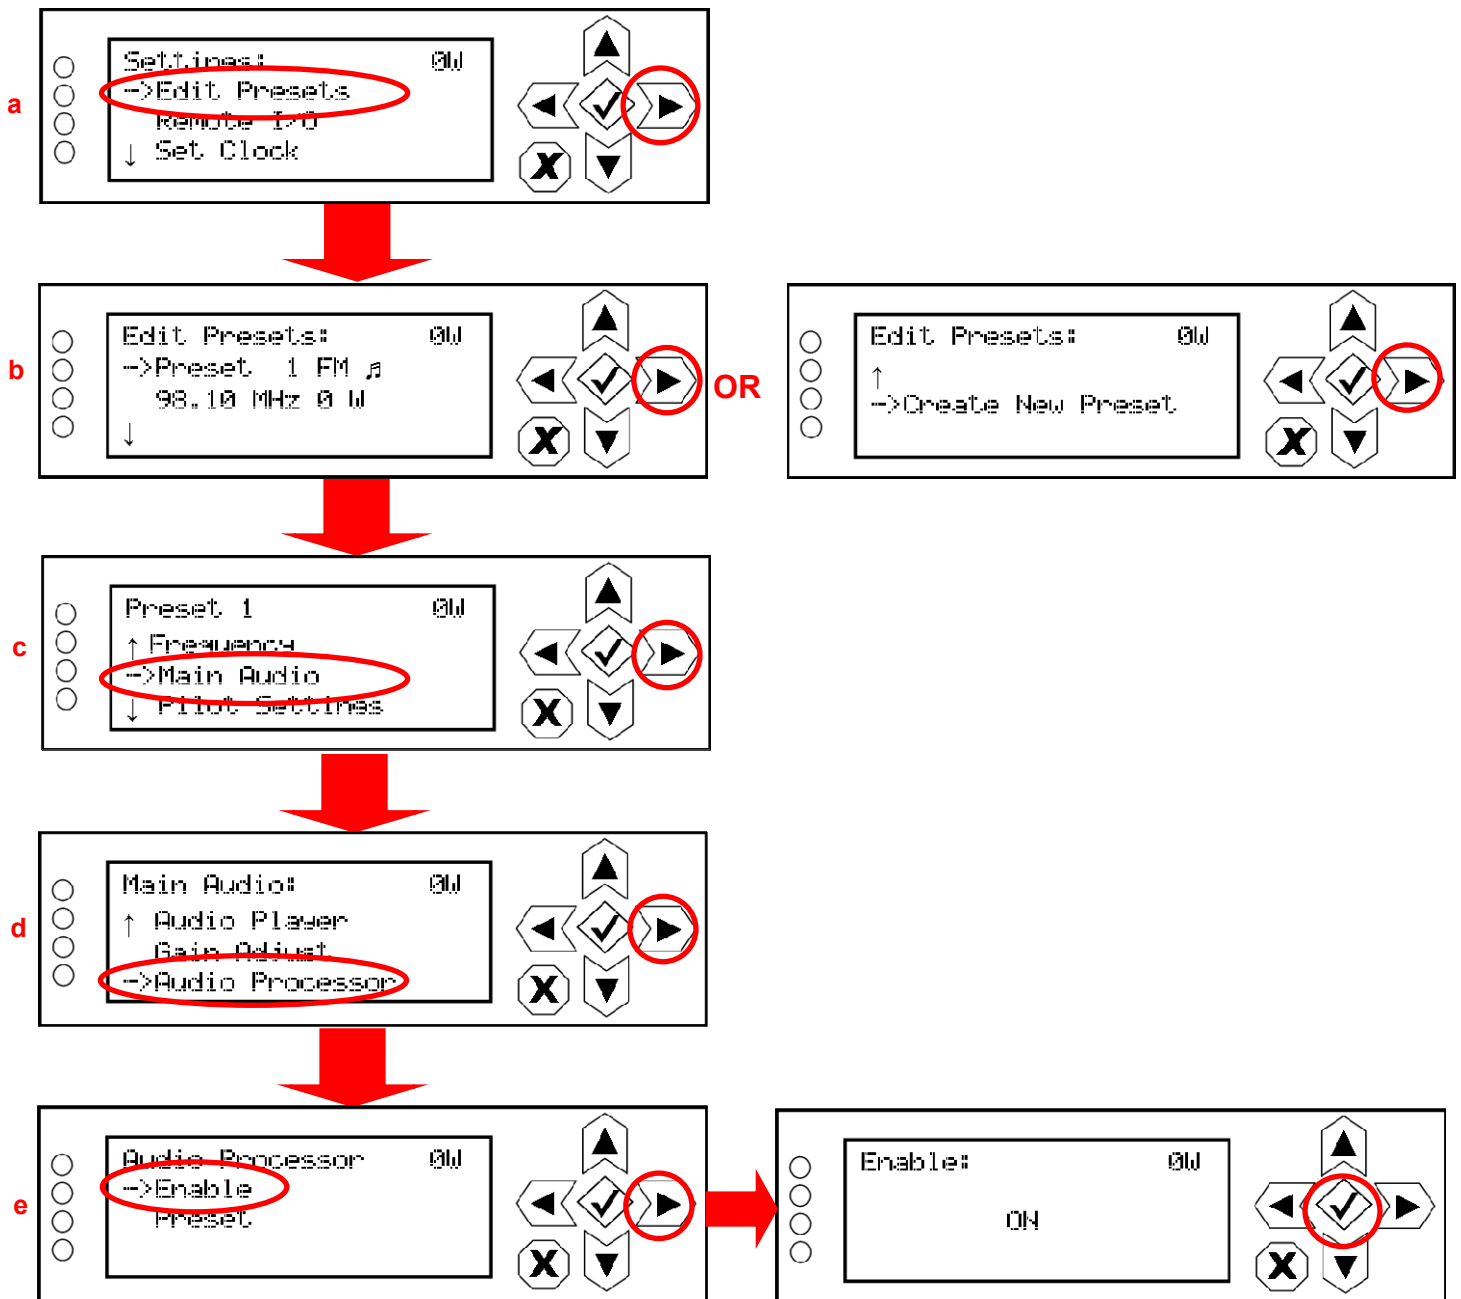 a
Settings: 0W
->Edit Presets
Remote I/O
↓ Set Clock
b
Edit Presets: 0W
->Preset 1 FM ♬
98.10 MHz 0 W
↓
OR
Edit Presets: 0W
↑
->Create New Preset
c
Preset 1 0W
↑ Frequency
->Main Audio
↓ Pilot Settings
d
Main Audio: 0W
↑ Audio Player
Gain Adjust
->Audio Processor
e
Audio Processor 0W
->Enable
Preset
Enable: 0W
ON